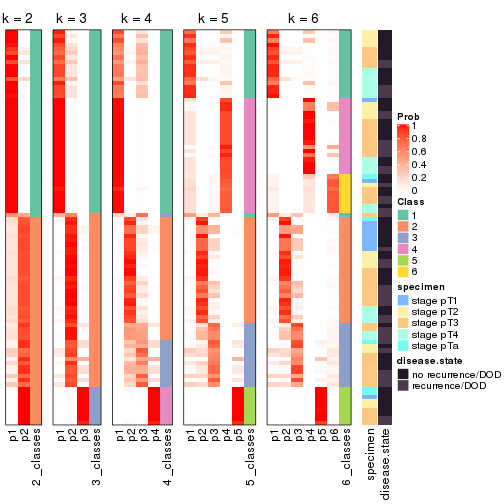 k = 2 k = 3 k = 4 k = 5 k = 6
Prob
1
0.8
0.6
0.4
0.2
0
Class
1
2
3
4
5
6
specimen
stage pT1
stage pT2
stage pT3
stage pT4
stage pTa
disease.state
no recurrence/DOD
recurrence/DOD
p1 p2 2_classes p1 p2 p3 3_classes p1 p2 p3 p4 4_classes p1 p2 p3 p4 p5 5_classes p1 p2 p3 p4 p5 p6 6_classes specimen disease.state